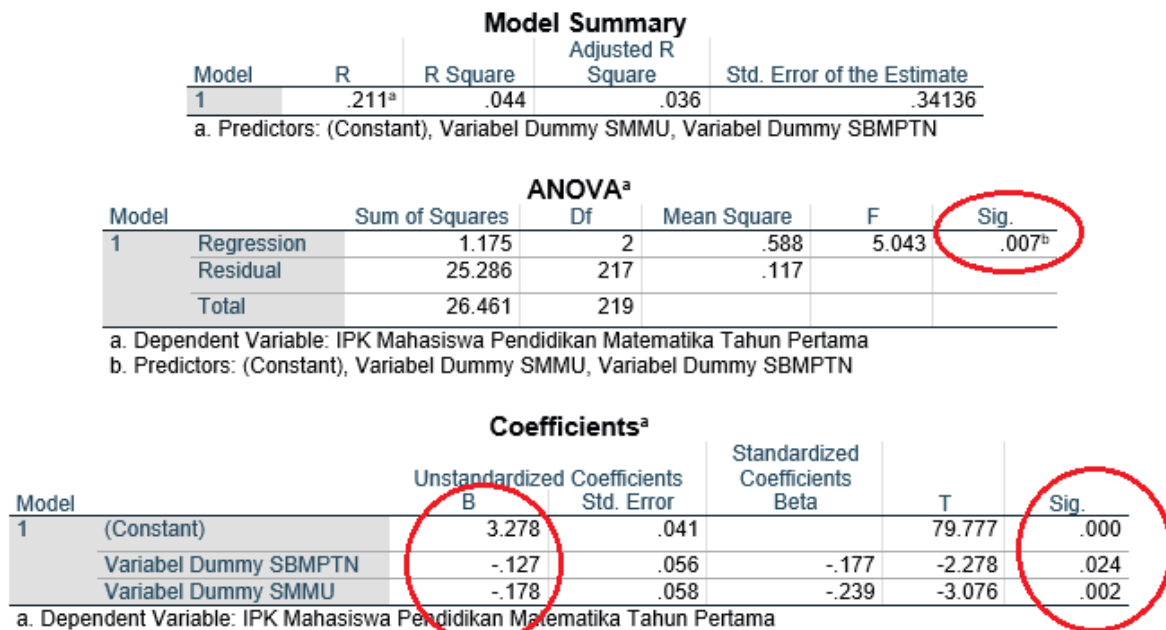 Model Summary
Model R R Square Adjusted R Square Std. Error of the Estimate
1 .211ᵃ .044 .036 .34136
a. Predictors: (Constant), Variabel Dummy SMMU, Variabel Dummy SBMPTN
ANOVAᵃ
Model Sum of Squares Df Mean Square F Sig.
1 Regression 1.175 2 .588 5.043 .007ᵇ
Residual 25.286 217 .117
Total 26.461 219
a. Dependent Variable: IPK Mahasiswa Pendidikan Matematika Tahun Pertama
b. Predictors: (Constant), Variabel Dummy SMMU, Variabel Dummy SBMPTN
Coefficientsᵃ
Unstandardized Coefficients Standardized Coefficients
Model B Std. Error Beta T Sig.
1 (Constant) 3.278 .041 79.777 .000
Variabel Dummy SBMPTN -.127 .056 -.177 -2.278 .024
Variabel Dummy SMMU -.178 .058 -.239 -3.076 .002
a. Dependent Variable: IPK Mahasiswa Pendidikan Matematika Tahun Pertama